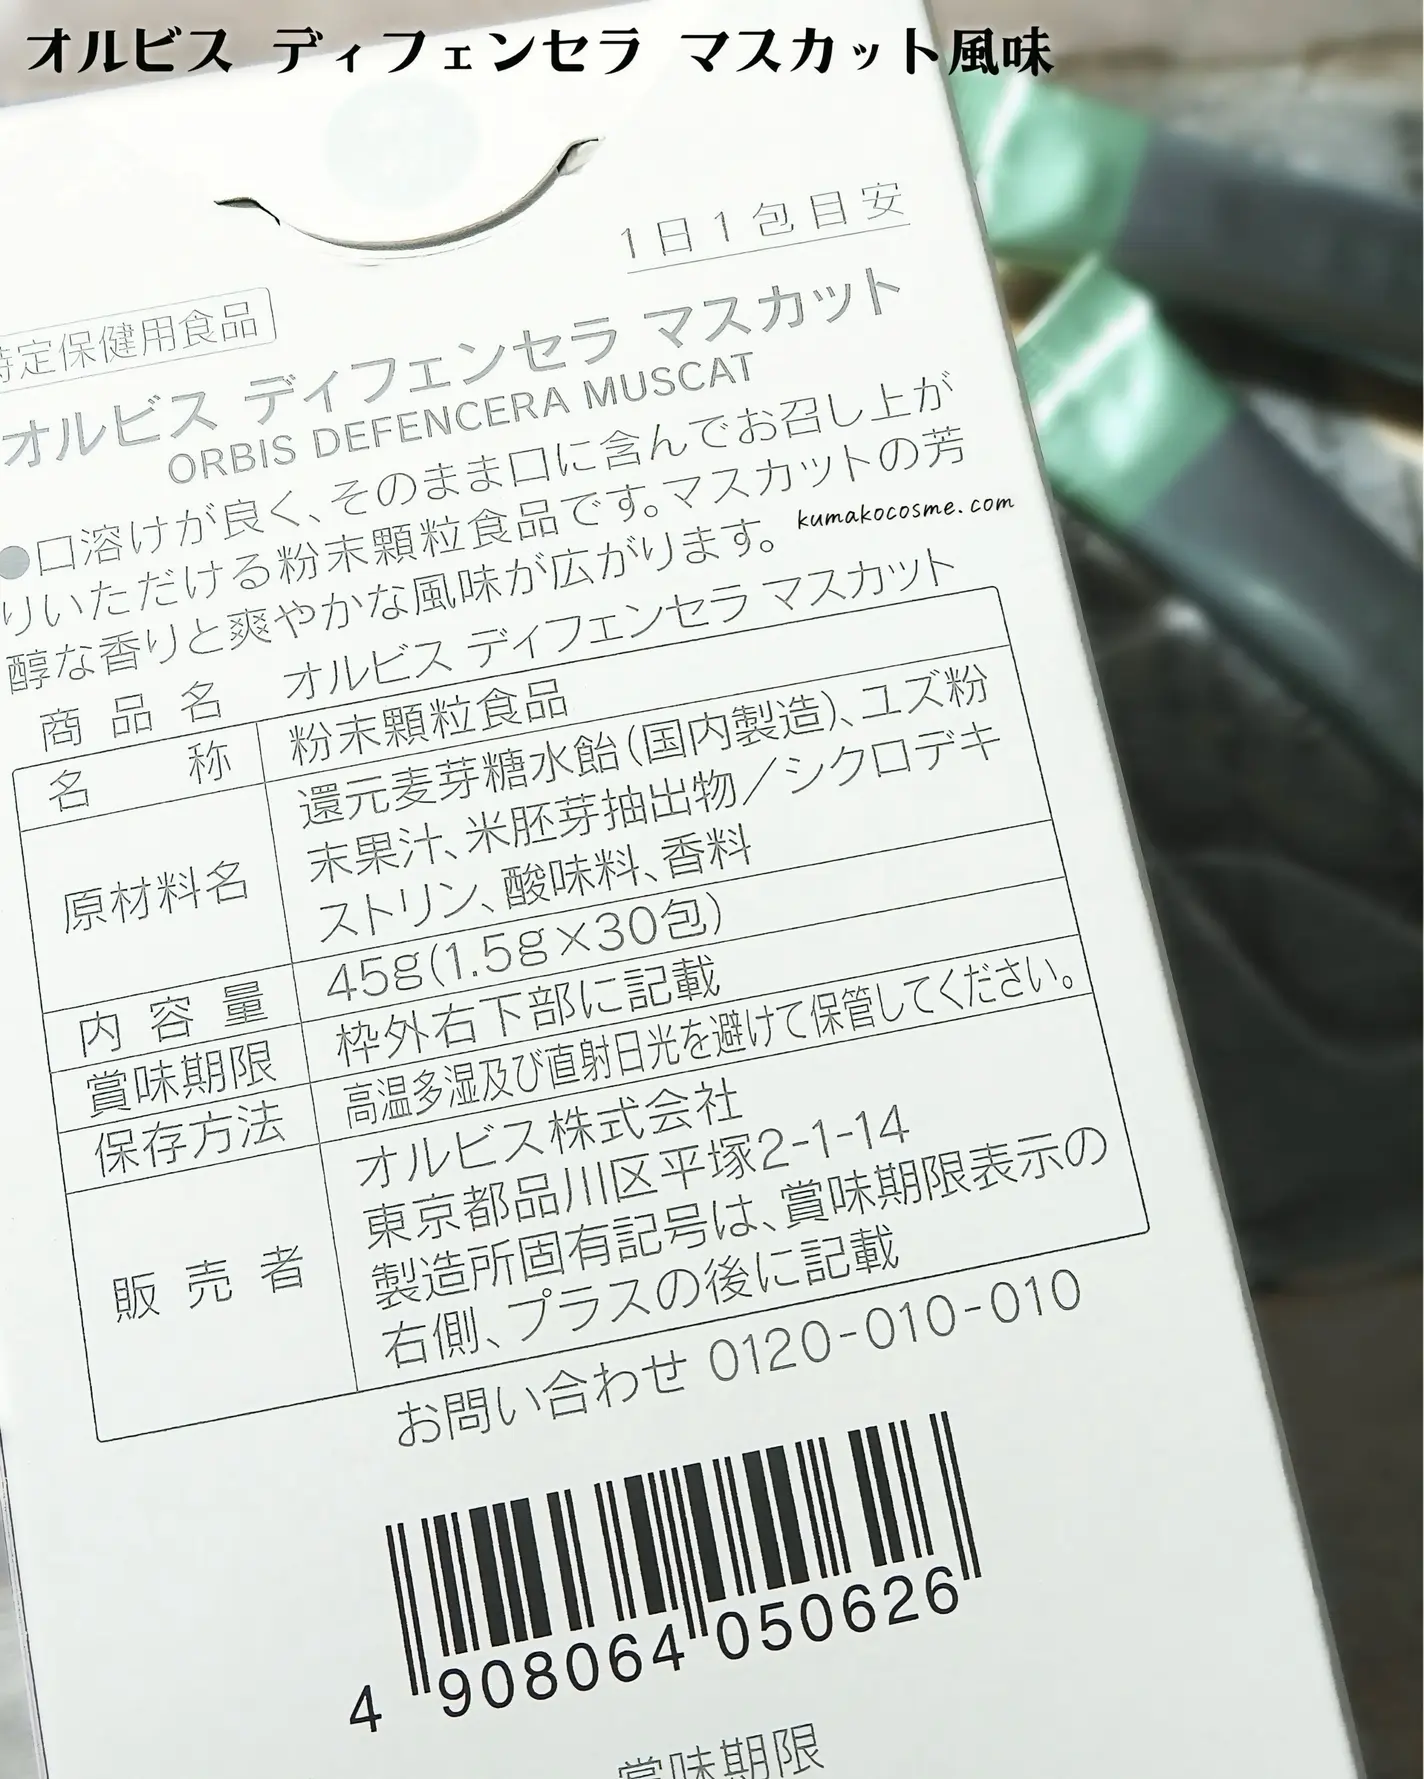 オルビス ディフェンセラ マスカット風味
1日1包目安
特定保健用食品
オルビス ディフェンセラ マスカット
ORBIS DEFENCERA MUSCAT
●口溶けが良く、そのまま口に含んでお召し上が
りいただける粉末顆粒食品です。マスカットの芳
醇な香りと爽やかな風味が広がります。
kumakocosme.com
商品名 オルビス ディフェンセラ マスカット
名称 粉末顆粒食品
原材料名 還元麦芽糖水飴(国内製造)、ユズ粉
末果汁、米胚芽抽出物/シクロデキ
ストリン、酸味料、香料
内容量 45g(1.5g×30包)
賞味期限 枠外右下部に記載
保存方法 高温多湿及び直射日光を避けて保管してください。
販売者 オルビス株式会社
東京都品川区平塚2-1-14
製造所固有記号は、賞味期限表示の
右側、プラスの後に記載
お問い合わせ 0120-010-010
4 908064 050626
賞味期限